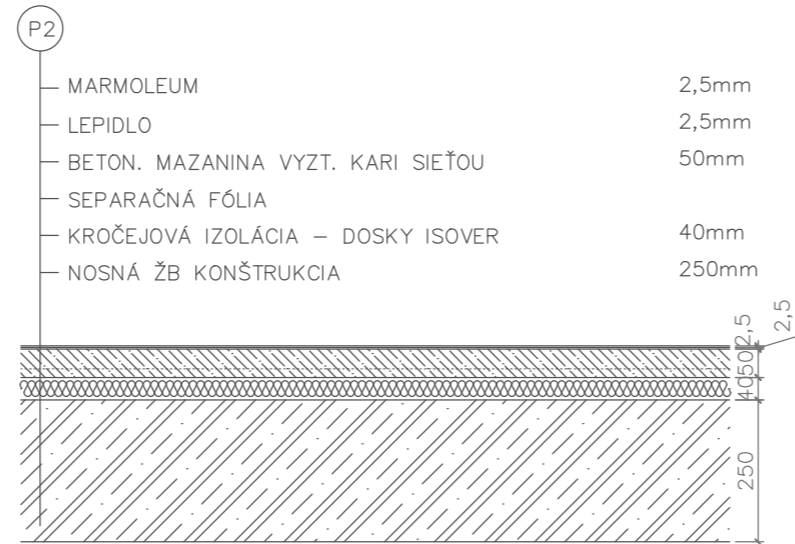 P2
MARMOLEUM 2,5mm
LEPIDLO 2,5mm
BETON. MAZANINA VYZT. KARI SIEŤOU 50mm
SEPARAČNÁ FÓLIA
KROČEJOVÁ IZOLÁCIA – DOSKY ISOVER 40mm
NOSNÁ ŽB KONŠTRUKCIA 250mm
2,5
2,5
50
40
250